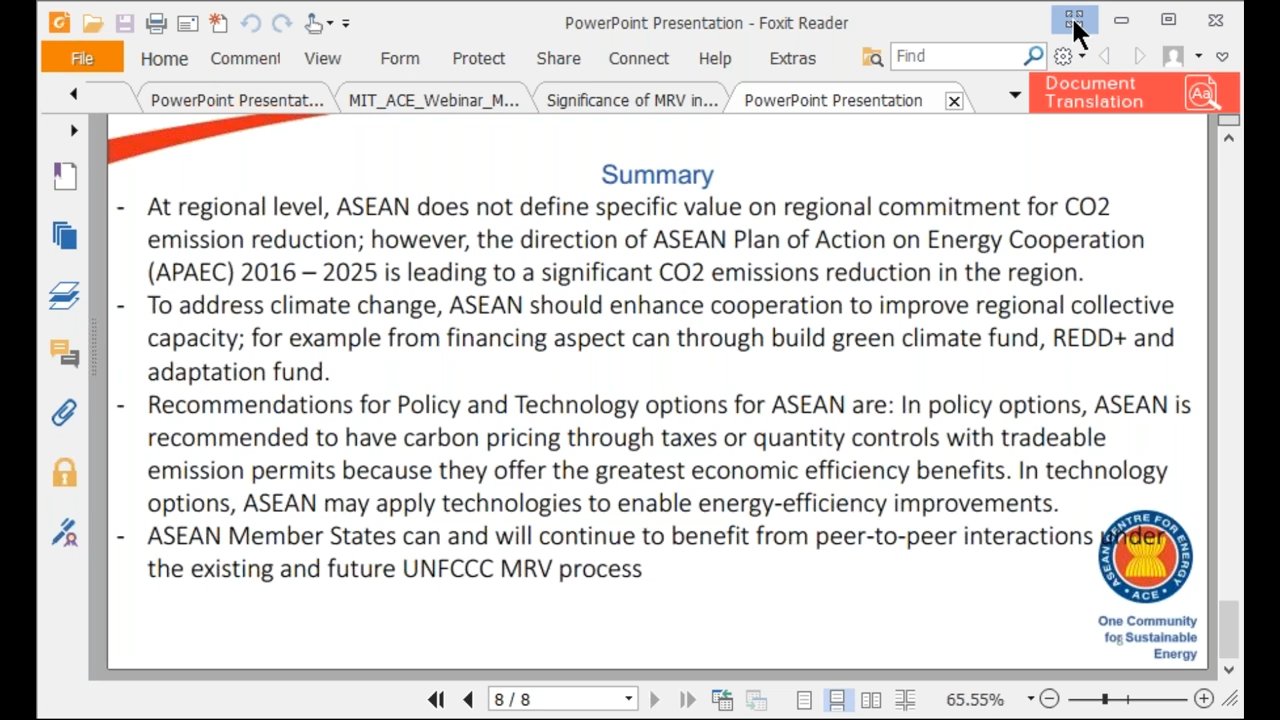 PowerPoint Presentation - Foxit Reader
File Home Comment View Form Protect Share Connect Help Extras Find
PowerPoint Presentat... MIT_ACE_Webinar_M... Significance of MRV in... PowerPoint Presentation
Document
Translation
Aa
Summary
- At regional level, ASEAN does not define specific value on regional commitment for CO2
emission reduction; however, the direction of ASEAN Plan of Action on Energy Cooperation
(APAEC) 2016 – 2025 is leading to a significant CO2 emissions reduction in the region.
- To address climate change, ASEAN should enhance cooperation to improve regional collective
capacity; for example from financing aspect can through build green climate fund, REDD+ and
adaptation fund.
- Recommendations for Policy and Technology options for ASEAN are: In policy options, ASEAN is
recommended to have carbon pricing through taxes or quantity controls with tradeable
emission permits because they offer the greatest economic efficiency benefits. In technology
options, ASEAN may apply technologies to enable energy-efficiency improvements.
- ASEAN Member States can and will continue to benefit from peer-to-peer interactions under
the existing and future UNFCCC MRV process
ASEAN CENTRE FOR ENERGY
• ACE •
One Community
for Sustainable
Energy
8
8 / 8
65.55%